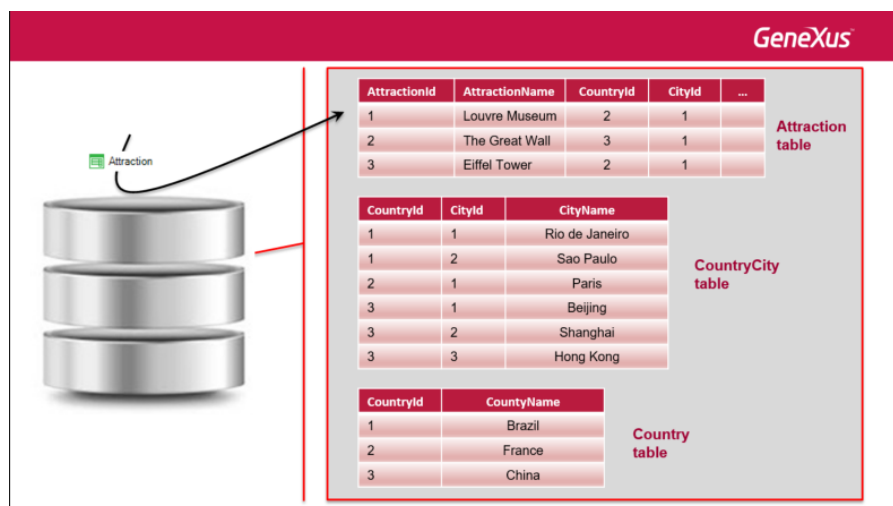 GeneXus
Attraction
AttractionId AttractionName CountryId CityId ...
1 Louvre Museum 2 1
2 The Great Wall 3 1
3 Eiffel Tower 2 1
Attraction
table
CountryId CityId CityName
1 1 Rio de Janeiro
1 2 Sao Paulo
2 1 Paris
3 1 Beijing
3 2 Shanghai
3 3 Hong Kong
CountryCity
table
CountryId CountyName
1 Brazil
2 France
3 China
Country
table